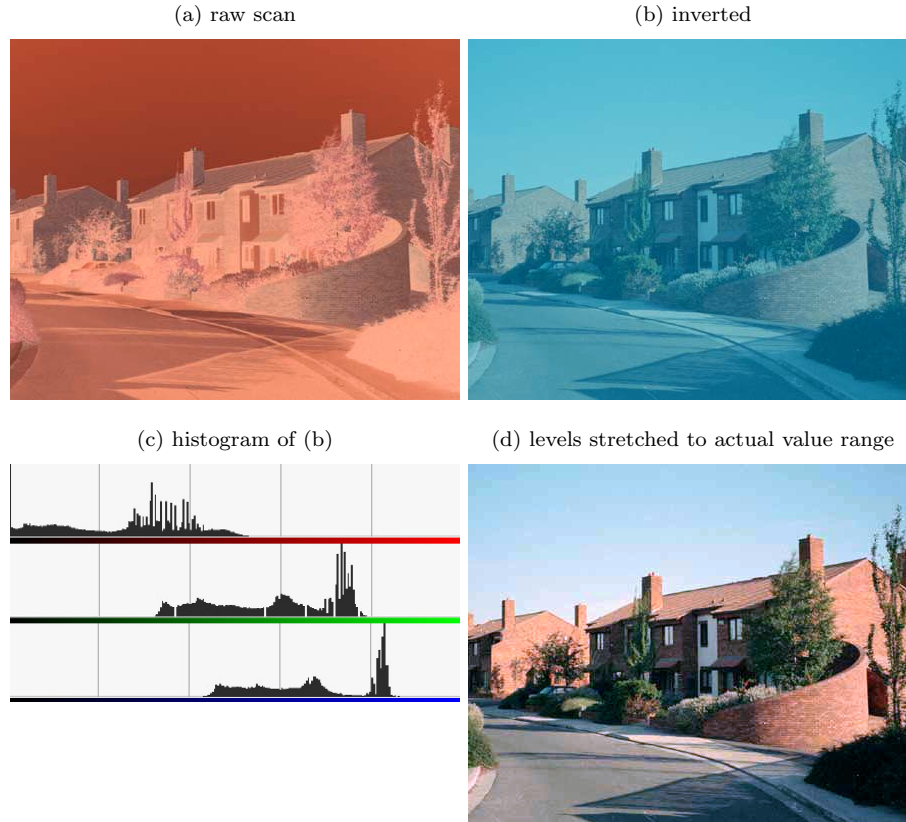 (a) raw scan
(b) inverted
(c) histogram of (b)
(d) levels stretched to actual value range